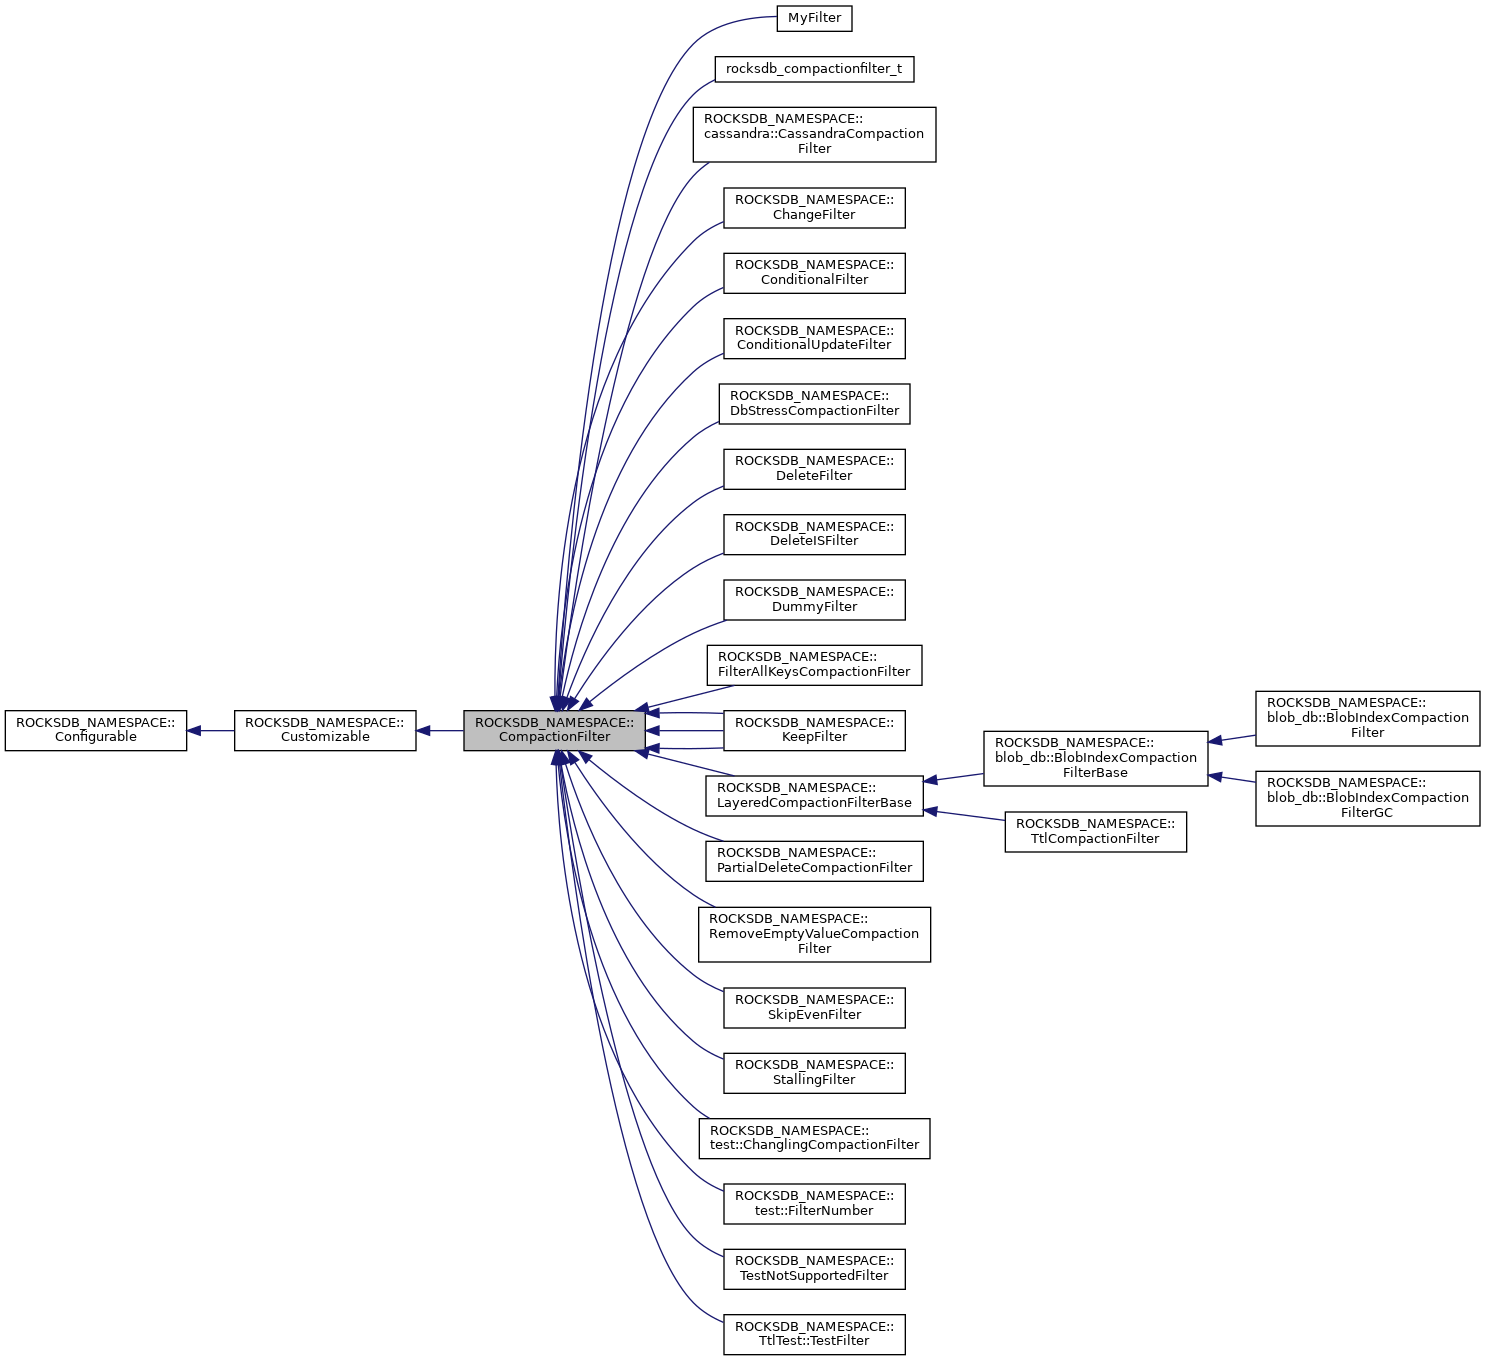 MyFilter
rocksdb_compactionfilter_t
ROCKSDB_NAMESPACE::
cassandra::CassandraCompaction
Filter
ROCKSDB_NAMESPACE::
ChangeFilter
ROCKSDB_NAMESPACE::
ConditionalFilter
ROCKSDB_NAMESPACE::
ConditionalUpdateFilter
ROCKSDB_NAMESPACE::
DbStressCompactionFilter
ROCKSDB_NAMESPACE::
DeleteFilter
ROCKSDB_NAMESPACE::
DeleteISFilter
ROCKSDB_NAMESPACE::
DummyFilter
ROCKSDB_NAMESPACE::
FilterAllKeysCompactionFilter
ROCKSDB_NAMESPACE::
Configurable
ROCKSDB_NAMESPACE::
Customizable
ROCKSDB_NAMESPACE::
CompactionFilter
ROCKSDB_NAMESPACE::
KeepFilter
ROCKSDB_NAMESPACE::
LayeredCompactionFilterBase
ROCKSDB_NAMESPACE::
blob_db::BlobIndexCompaction
FilterBase
ROCKSDB_NAMESPACE::
blob_db::BlobIndexCompaction
Filter
ROCKSDB_NAMESPACE::
blob_db::BlobIndexCompaction
FilterGC
ROCKSDB_NAMESPACE::
TtlCompactionFilter
ROCKSDB_NAMESPACE::
PartialDeleteCompactionFilter
ROCKSDB_NAMESPACE::
RemoveEmptyValueCompaction
Filter
ROCKSDB_NAMESPACE::
SkipEvenFilter
ROCKSDB_NAMESPACE::
StallingFilter
ROCKSDB_NAMESPACE::
test::ChanglingCompactionFilter
ROCKSDB_NAMESPACE::
test::FilterNumber
ROCKSDB_NAMESPACE::
TestNotSupportedFilter
ROCKSDB_NAMESPACE::
TtlTest::TestFilter